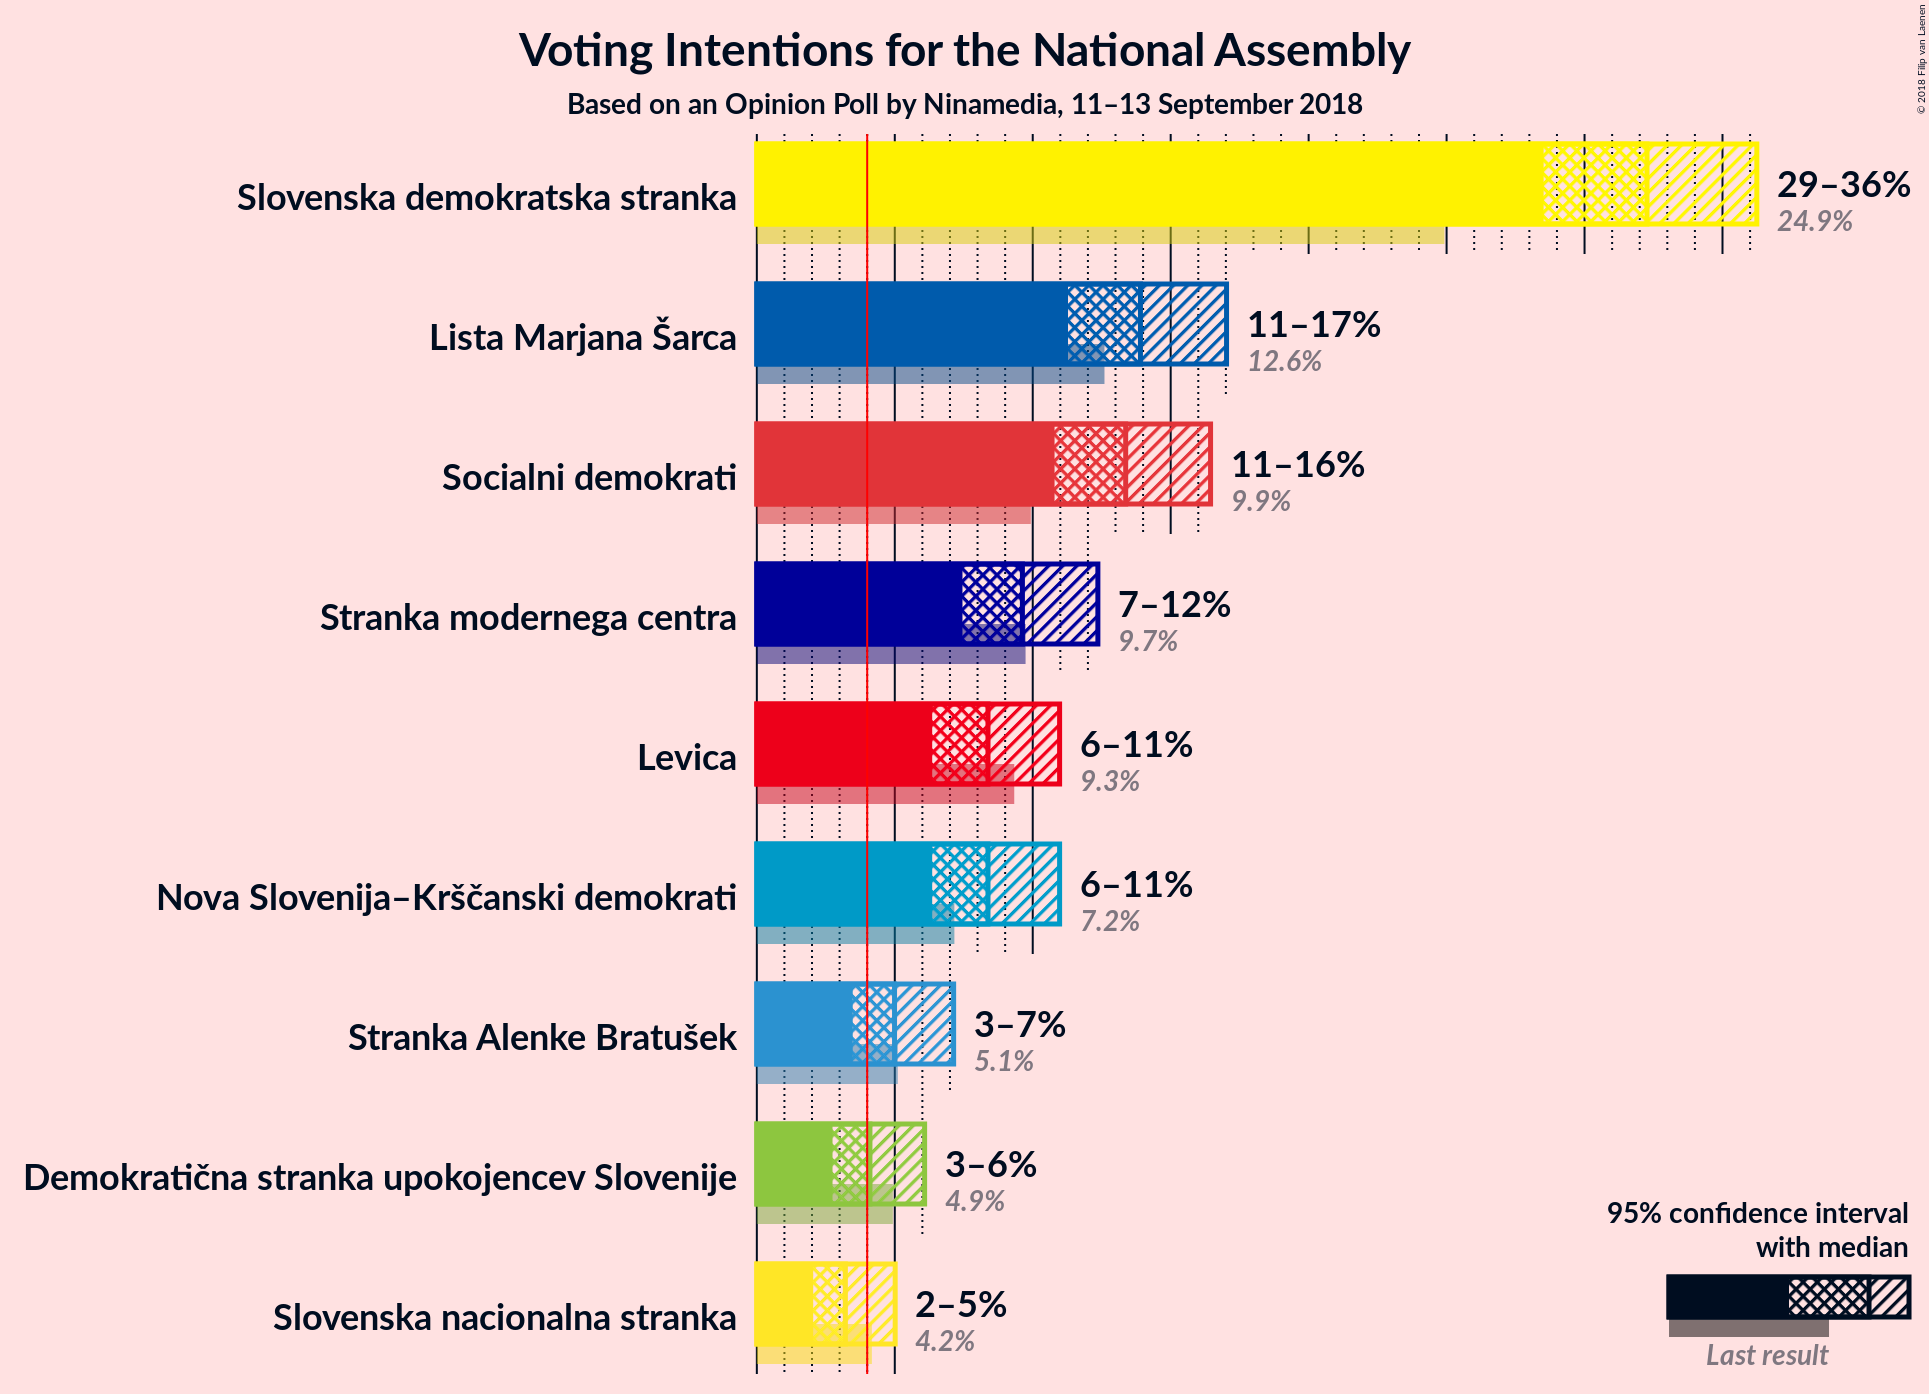 Voting Intentions for the National Assembly
Based on an Opinion Poll by Ninamedia, 11–13 September 2018
© 2018 Filip van Laenen
Slovenska demokratska stranka
29–36%
24.9%
Lista Marjana Šarca
11–17%
12.6%
Socialni demokrati
11–16%
9.9%
Stranka modernega centra
7–12%
9.7%
Levica
6–11%
9.3%
Nova Slovenija–Krščanski demokrati
6–11%
7.2%
Stranka Alenke Bratušek
3–7%
5.1%
Demokratična stranka upokojencev Slovenije
3–6%
4.9%
Slovenska nacionalna stranka
2–5%
4.2%
95% confidence interval
with median
Last result